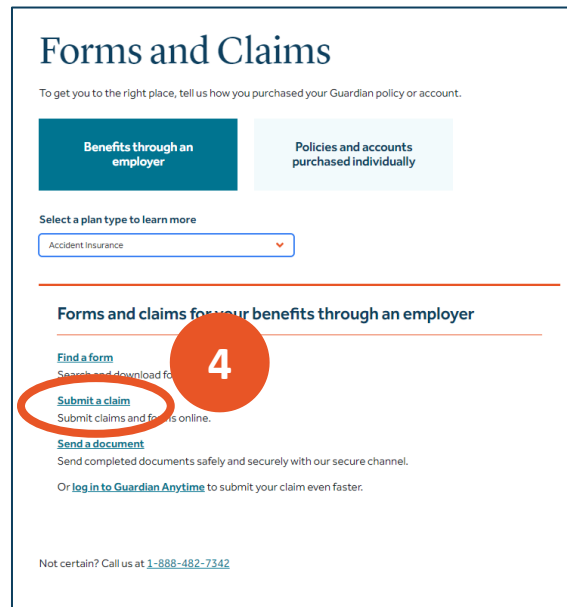 Forms and Claims
To get you to the right place, tell us how you purchased your Guardian policy or account.
Benefits through an
employer
Policies and accounts
purchased individually
Select a plan type to learn more
Accident Insurance
Forms and claims for your benefits through an employer
Find a form
Search and download
4
Submit a claim
Submit claims and forms online.
Send a document
Send completed documents safely and securely with our secure channel.
Or log in to Guardian Anytime to submit your claim even faster.
Not certain? Call us at 1-888-482-7342